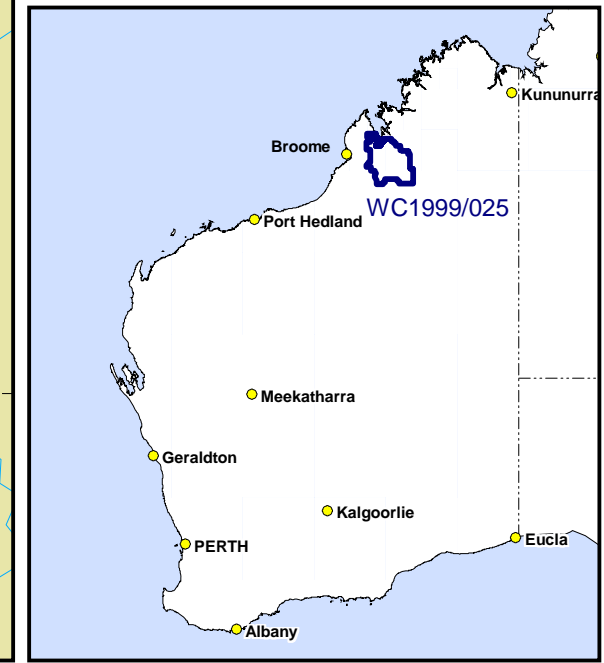 Kununurra
Broome
WC1999/025
Port Hedland
Meekatharra
Geraldton
Kalgoorlie
Eucla
PERTH
Albany